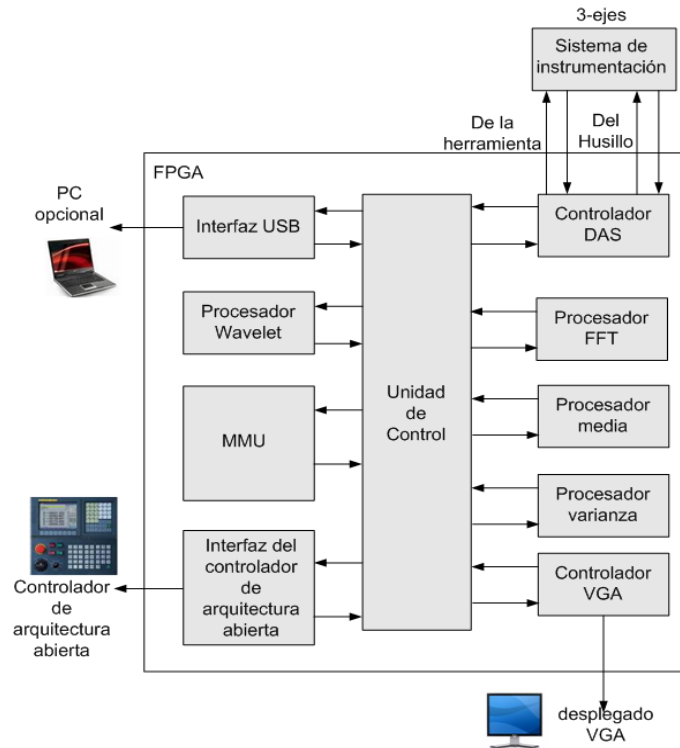 3-ejes
Sistema de
instrumentación
De la
herramienta
Del
Husillo
FPGA
PC
opcional
Interfaz USB
Controlador
DAS
Procesador
Wavelet
Procesador
FFT
Unidad
de
Control
MMU
Procesador
media
Procesador
varianza
Interfaz del
controlador
de
arquitectura
abierta
Controlador
VGA
Controlador
de
arquitectura
abierta
desplegado
VGA